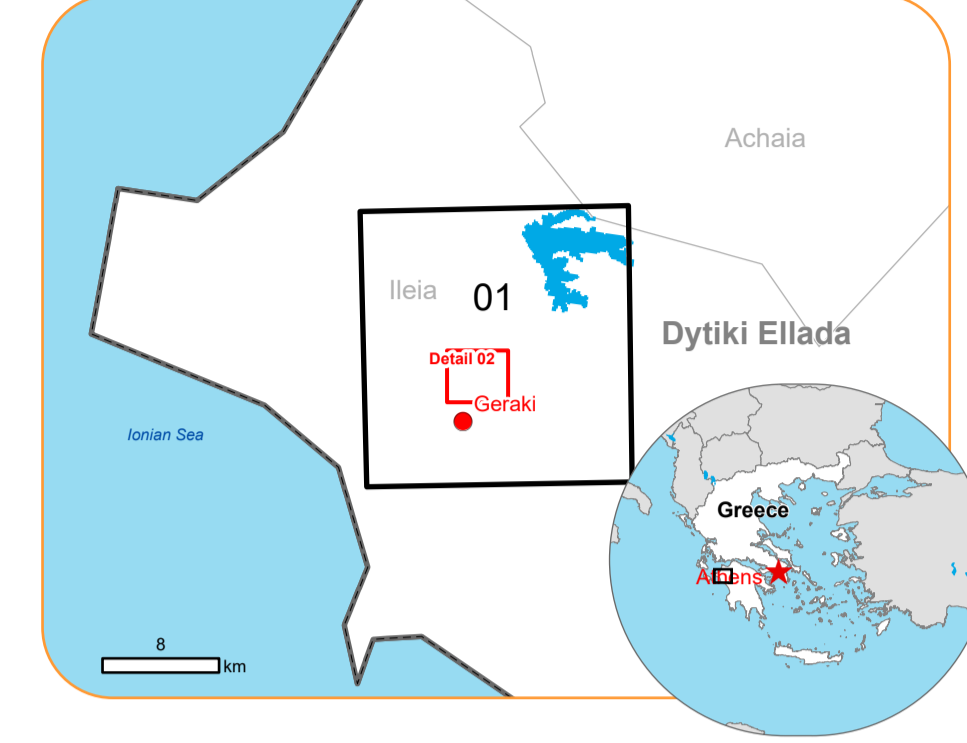 Achaia
Ileia
01
Dytiki Ellada
Detail 02
Geraki
Ionian Sea
Greece
Athens
8
km